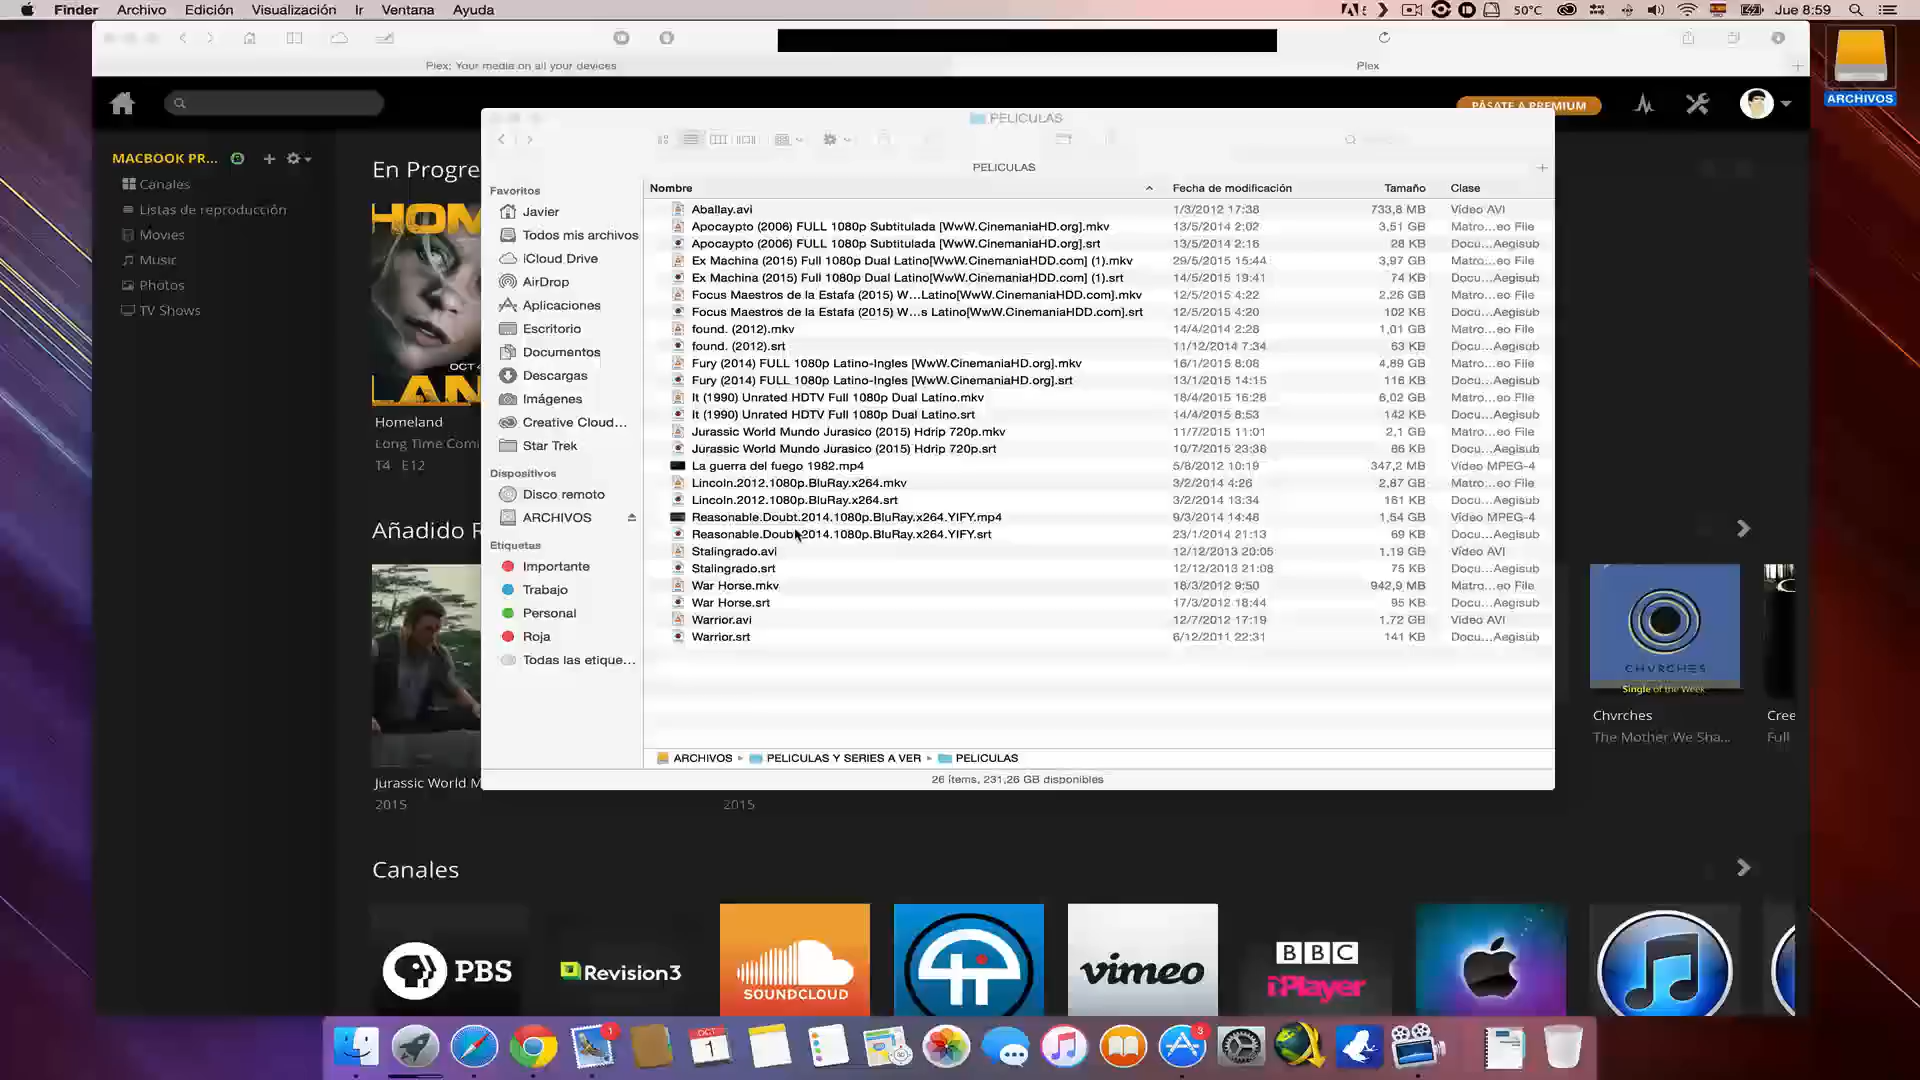 Finder Archivo Edición Visualización Ir Ventana Ayuda
50°C
Jue 8:59
Plex: Your media on all your devices
Plex
ARCHIVOS
PÁSATE A PREMIUM
MACBOOK PR...
Canales
Listas de reproducción
Movies
Music
Photos
TV Shows
En Progre
HOM
OCT
LAN
Homeland
Long Time Comi
T4 E12
Añadido R
Jurassic World M
2015
2015
PELICULAS
PELICULAS
Favoritos
Javier
Todos mis archivos
iCloud Drive
AirDrop
Aplicaciones
Escritorio
Documentos
Descargas
Imágenes
Creative Cloud...
Star Trek
Dispositivos
Disco remoto
ARCHIVOS
Etiquetas
Importante
Trabajo
Personal
Roja
Todas las etique...
Nombre Fecha de modificación Tamaño Clase
Aballay.avi 1/3/2012 17:38 733,8 MB Vídeo AVI
Apocaypto (2006) FULL 1080p Subtitulada [WwW.CinemaniaHD.org].mkv 13/5/2014 2:02 3,51 GB Matro...eo File
Apocaypto (2006) FULL 1080p Subtitulada [WwW.CinemaniaHD.org].srt 13/5/2014 2:16 28 KB Docu...Aegisub
Ex Machina (2015) Full 1080p Dual Latino[WwW.CinemaniaHDD.com] (1).mkv 29/5/2015 15:44 3,97 GB Matro...eo File
Ex Machina (2015) Full 1080p Dual Latino[WwW.CinemaniaHDD.com] (1).srt 14/5/2015 19:41 74 KB Docu...Aegisub
Focus Maestros de la Estafa (2015) W...Latino[WwW.CinemaniaHDD.com].mkv 12/5/2015 4:22 2,26 GB Matro...eo File
Focus Maestros de la Estafa (2015) W...s Latino[WwW.CinemaniaHDD.com].srt 12/5/2015 4:20 102 KB Docu...Aegisub
found. (2012).mkv 14/4/2014 2:28 1,01 GB Matro...eo File
found. (2012).srt 11/12/2014 7:34 63 KB Docu...Aegisub
Fury (2014) FULL 1080p Latino-Ingles [WwW.CinemaniaHD.org].mkv 16/1/2015 8:08 4,89 GB Matro...eo File
Fury (2014) FULL 1080p Latino-Ingles [WwW.CinemaniaHD.org].srt 13/1/2015 14:15 116 KB Docu...Aegisub
It (1990) Unrated HDTV Full 1080p Dual Latino.mkv 18/4/2015 16:28 6,02 GB Matro...eo File
It (1990) Unrated HDTV Full 1080p Dual Latino.srt 14/4/2015 8:53 142 KB Docu...Aegisub
Jurassic World Mundo Jurasico (2015) Hdrip 720p.mkv 11/7/2015 11:01 2,1 GB Matro...eo File
Jurassic World Mundo Jurasico (2015) Hdrip 720p.srt 10/7/2015 23:38 86 KB Docu...Aegisub
La guerra del fuego 1982.mp4 5/8/2012 10:19 347,2 MB Vídeo MPEG-4
Lincoln.2012.1080p.BluRay.x264.mkv 3/2/2014 4:26 2,87 GB Matro...eo File
Lincoln.2012.1080p.BluRay.x264.srt 3/2/2014 13:34 161 KB Docu...Aegisub
Reasonable.Doubt.2014.1080p.BluRay.x264.YIFY.mp4 9/3/2014 14:48 1,54 GB Vídeo MPEG-4
Reasonable.Doubt.2014.1080p.BluRay.x264.YIFY.srt 23/1/2014 21:13 69 KB Docu...Aegisub
Stalingrado.avi 12/12/2013 20:05 1,19 GB Vídeo AVI
Stalingrado.srt 12/12/2013 21:08 75 KB Docu...Aegisub
War Horse.mkv 18/3/2012 9:50 942,9 MB Matro...eo File
War Horse.srt 17/3/2012 18:44 95 KB Docu...Aegisub
Warrior.avi 12/7/2012 17:19 1,72 GB Vídeo AVI
Warrior.srt 6/12/2011 22:31 141 KB Docu...Aegisub
ARCHIVOS PELICULAS Y SERIES A VER PELICULAS
26 ítems, 231,26 GB disponibles
CHVRCHES
Single of the Week
Chvrches
The Mother We Sha...
Cree
Full
Canales
PBS
Revision3
SOUNDCLOUD
vimeo
BBC
iPlayer
OCT
1
1
3